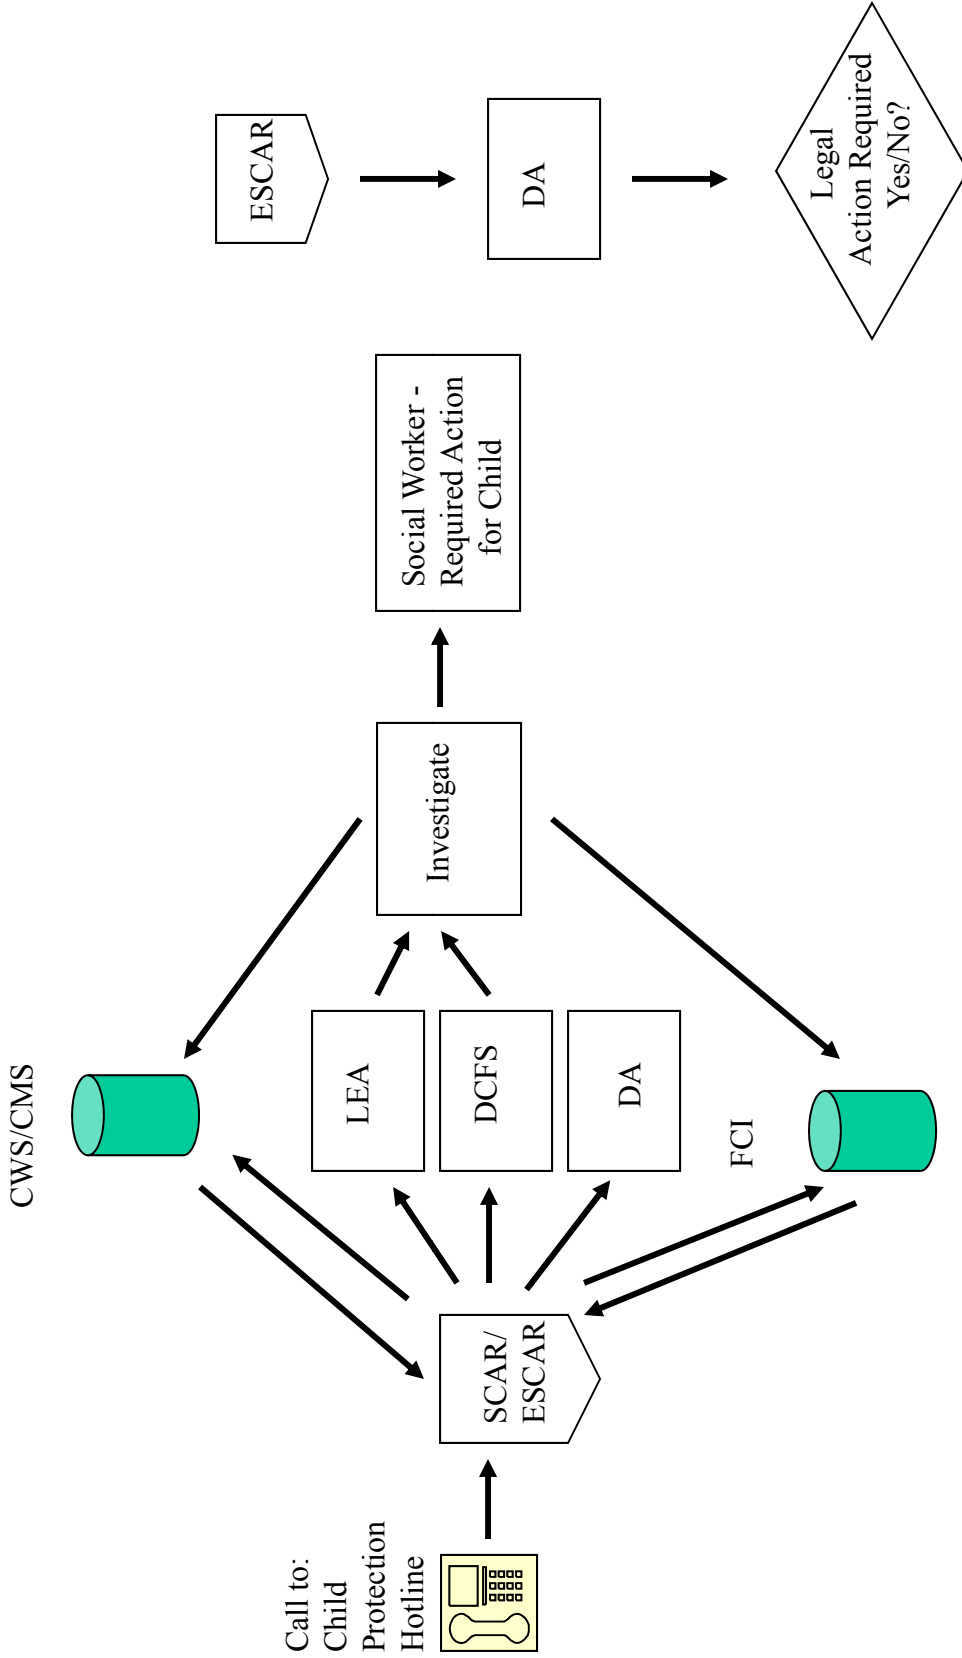 Call to:
Child
Protection
Hotline
SCAR/
ESCAR
CWS/CMS
LEA
DCFS
DA
FCI
Investigate
Social Worker -
Required Action
for Child
ESCAR
DA
Legal
Action Required
Yes/No?